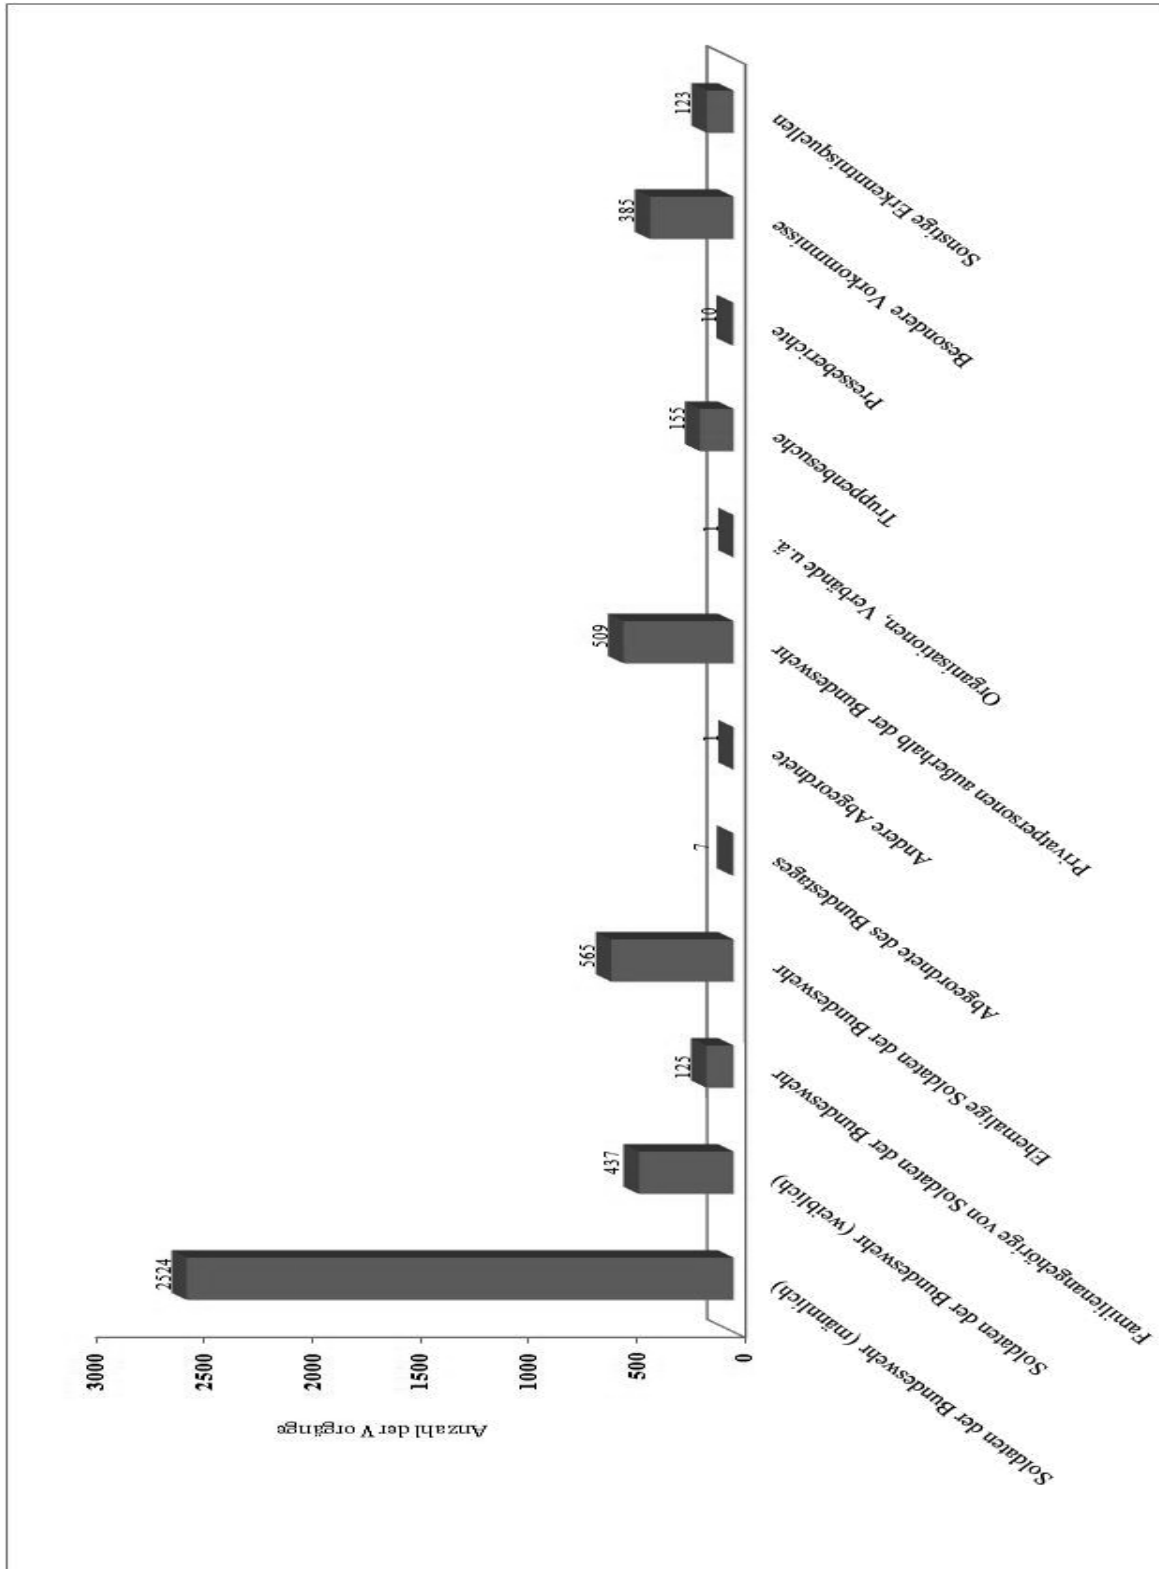 Anzahl der Vorgänge
3000
2500
2000
1500
1000
500
0
2524
437
125
565
7
1
509
1
155
10
385
123
Soldaten der Bundeswehr (männlich)
Soldaten der Bundeswehr (weiblich)
Familienangehörige von Soldaten der Bundeswehr
Ehemalige Soldaten der Bundeswehr
Abgeordnete des Bundestages
Andere Abgeordnete
Privatpersonen außerhalb der Bundeswehr
Organisationen, Verbände u.ä.
Truppenbesuche
Presseberichte
Besondere Vorkommnisse
Sonstige Erkenntnisquellen